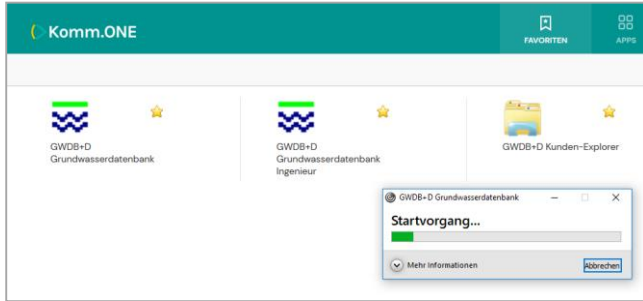 Komm.ONE
FAVORITEN
APPS
GWDB+D
Grundwasserdatenbank
GWDB+D
Grundwasserdatenbank
Ingenieur
GWDB+D Kunden-Explorer
GWDB+D Grundwasserdatenbank
Startvorgang...
Mehr Informationen
Abbrechen